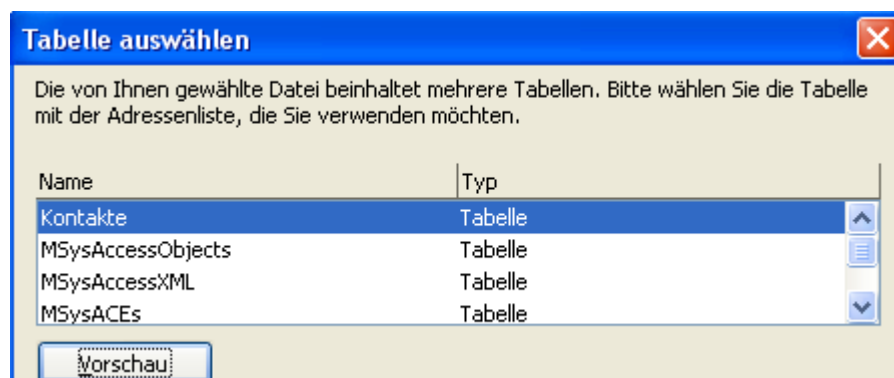 Tabelle auswählen
Die von Ihnen gewählte Datei beinhaltet mehrere Tabellen. Bitte wählen Sie die Tabelle
mit der Adressenliste, die Sie verwenden möchten.
Name Typ
Kontakte Tabelle
MSysAccessObjects Tabelle
MSysAccessXML Tabelle
MSysACEs Tabelle
Vorschau